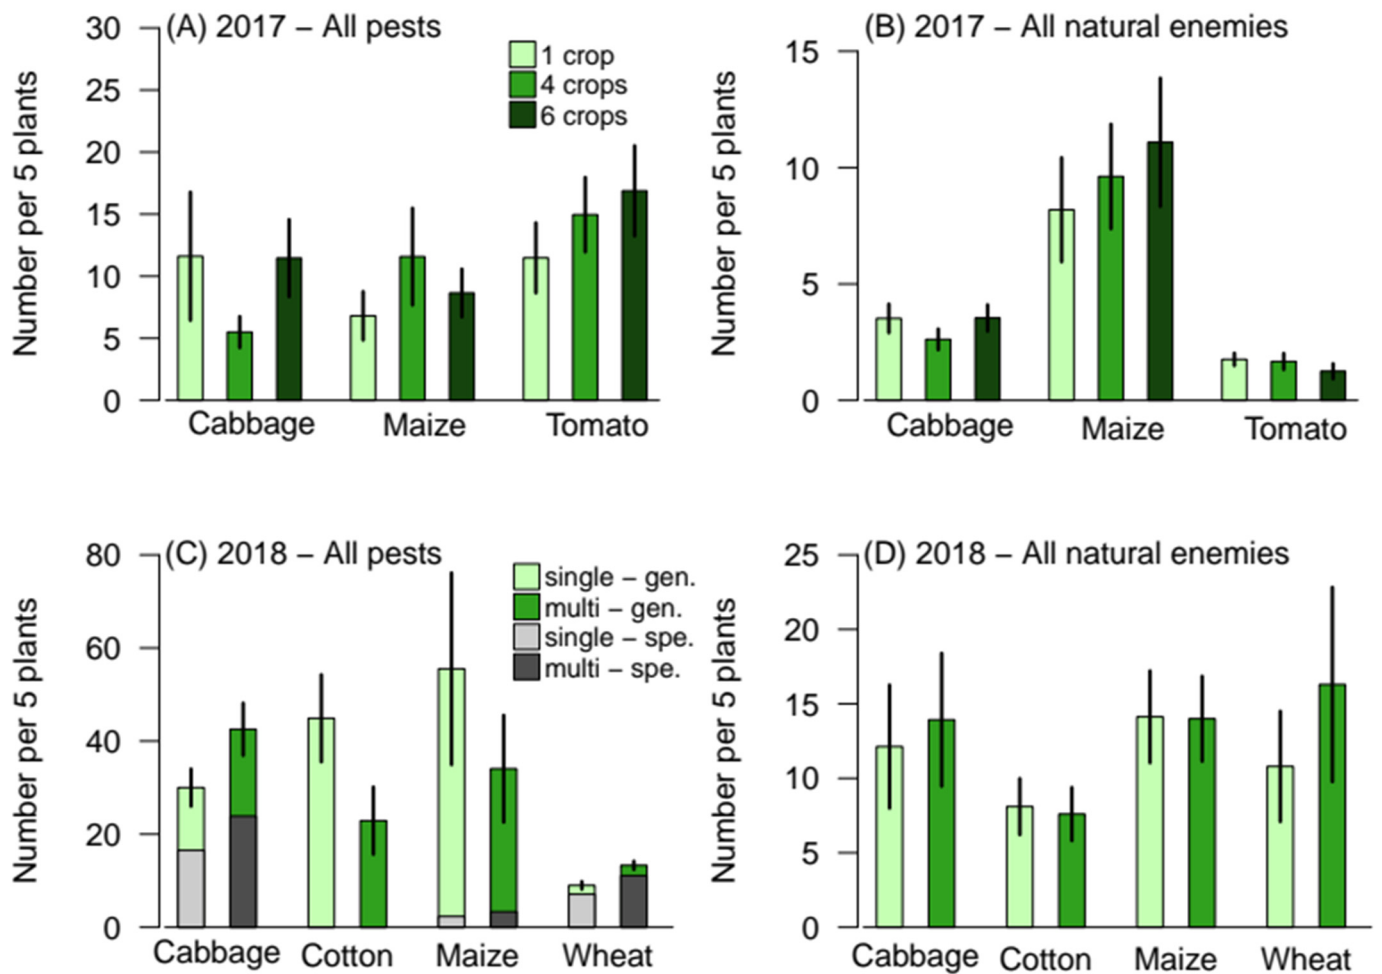 (A) 2017 – All pests
Number per 5 plants
30
25
20
15
10
5
0
1 crop
4 crops
6 crops
Cabbage Maize Tomato
(B) 2017 – All natural enemies
Number per 5 plants
15
10
5
0
Cabbage Maize Tomato
(C) 2018 – All pests
Number per 5 plants
80
60
40
20
0
single – gen.
multi – gen.
single – spe.
multi – spe.
Cabbage Cotton Maize Wheat
(D) 2018 – All natural enemies
Number per 5 plants
25
20
15
10
5
0
Cabbage Cotton Maize Wheat